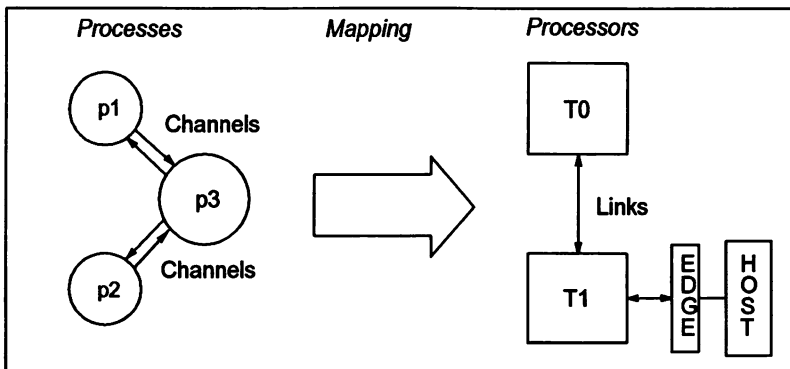 Processes
Mapping
Processors
p1
Channels
p3
p2
Channels
T0
Links
T1
EDGE
HOST